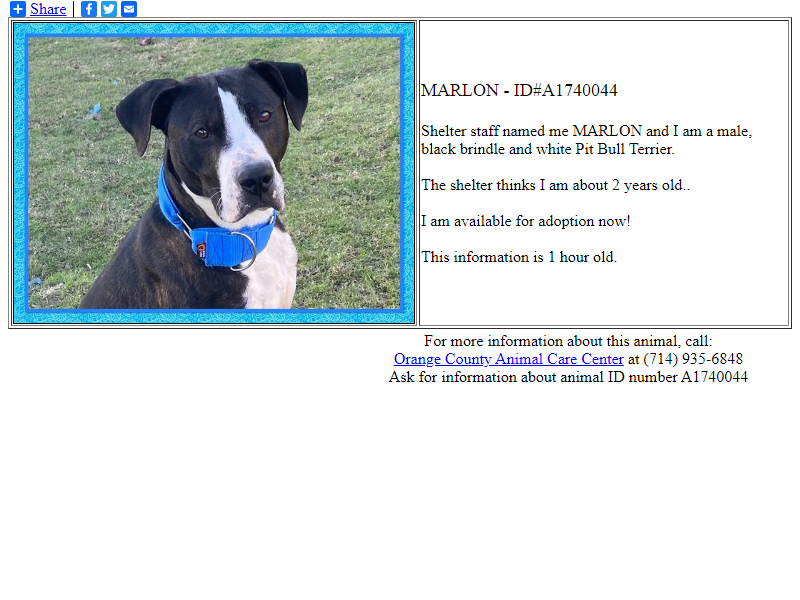 Share |
MARLON - ID#A1740044
Shelter staff named me MARLON and I am a male,
black brindle and white Pit Bull Terrier.
The shelter thinks I am about 2 years old..
I am available for adoption now!
This information is 1 hour old.
For more information about this animal, call:
Orange County Animal Care Center at (714) 935-6848
Ask for information about animal ID number A1740044